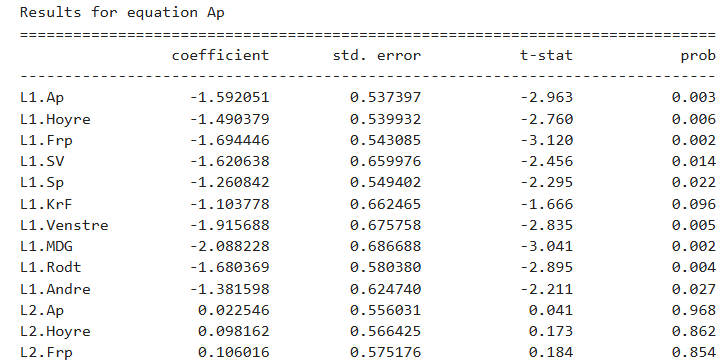 Results for equation Ap
==============================================================================
coefficient std. error t-stat prob
------------------------------------------------------------------------------
L1.Ap -1.592051 0.537397 -2.963 0.003
L1.Hoyre -1.490379 0.539932 -2.760 0.006
L1.Frp -1.694446 0.543085 -3.120 0.002
L1.SV -1.620638 0.659976 -2.456 0.014
L1.Sp -1.260842 0.549402 -2.295 0.022
L1.KrF -1.103778 0.662465 -1.666 0.096
L1.Venstre -1.915688 0.675758 -2.835 0.005
L1.MDG -2.088228 0.686688 -3.041 0.002
L1.Rodt -1.680369 0.580380 -2.895 0.004
L1.Andre -1.381598 0.624740 -2.211 0.027
L2.Ap 0.022546 0.556031 0.041 0.968
L2.Hoyre 0.098162 0.566425 0.173 0.862
L2.Frp 0.106016 0.575176 0.184 0.854